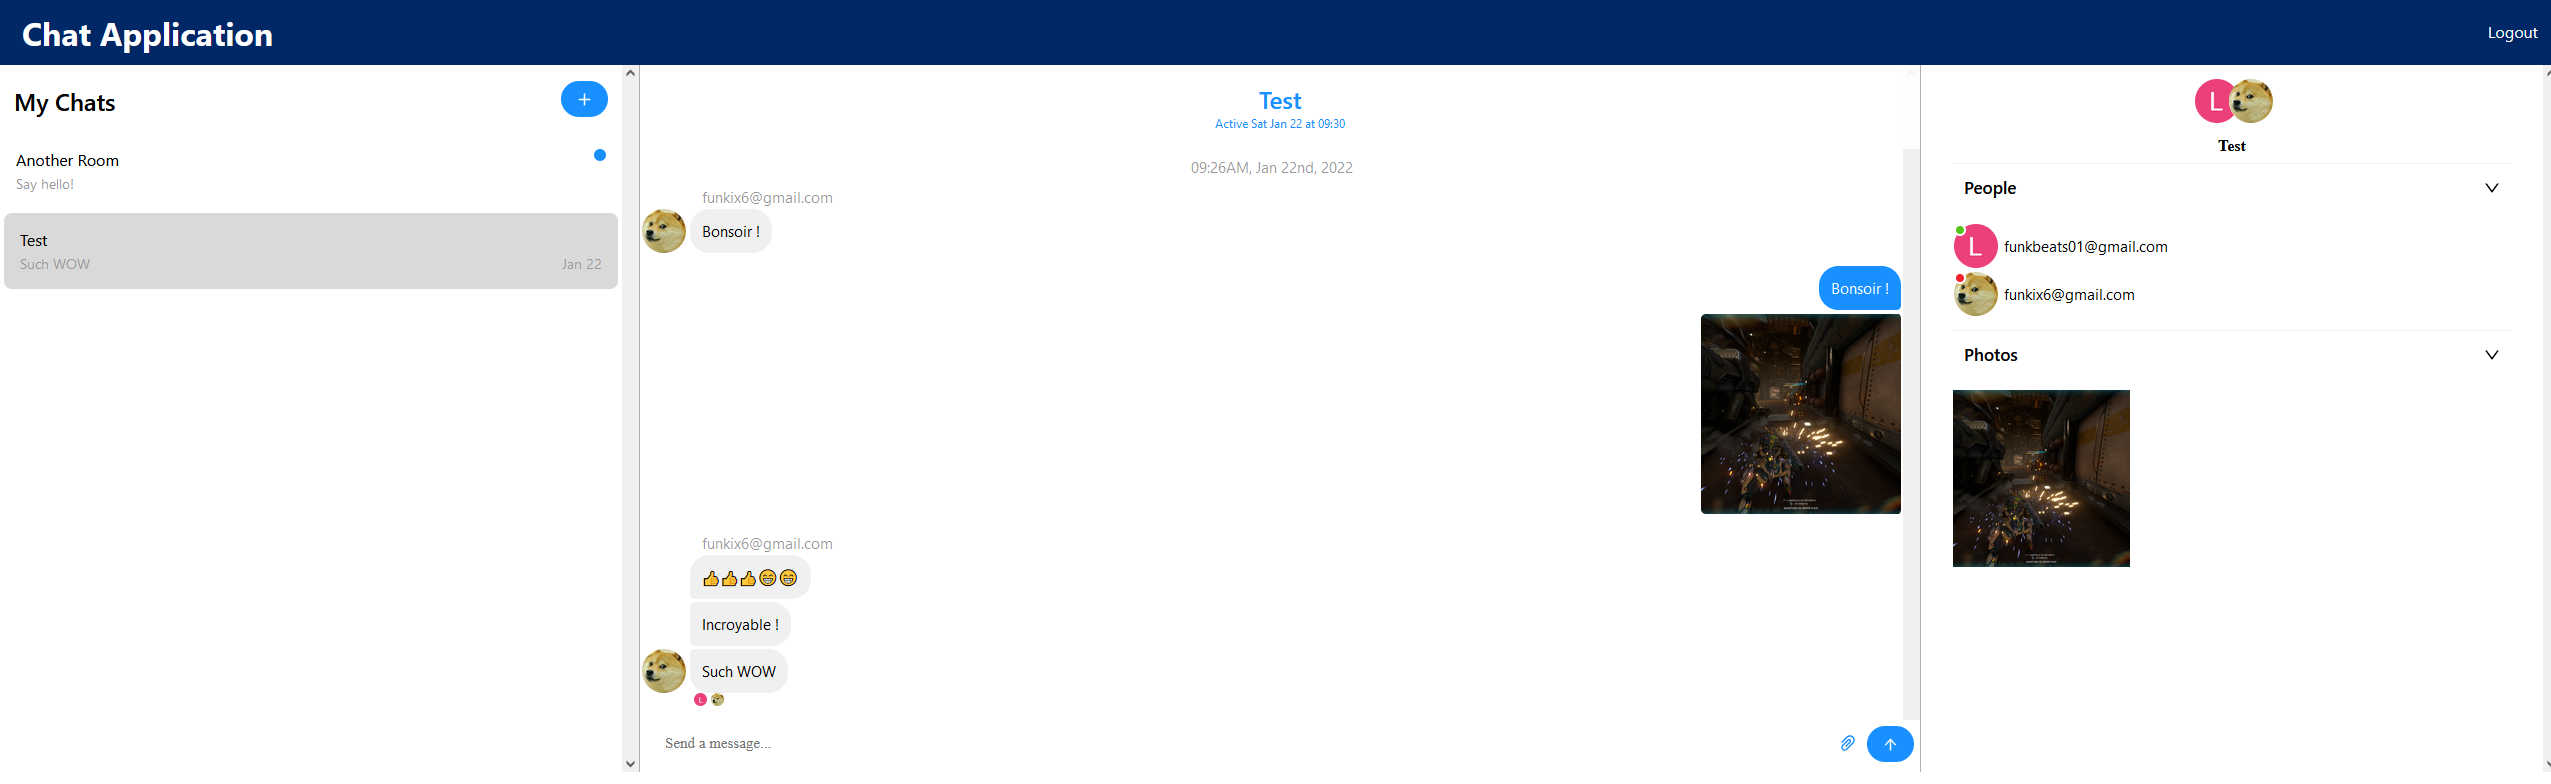 Chat Application
Logout
My Chats
+
Another Room
Say hello!
Test
Such WOW
Jan 22
Test
Active Sat Jan 22 at 09:30
09:26AM, Jan 22nd, 2022
funkix6@gmail.com
Bonsoir !
Bonsoir !
funkix6@gmail.com
👍👍👍😁😁
Incroyable !
Such WOW
L
Send a message...
L
Test
People
L
funkbeats01@gmail.com
funkix6@gmail.com
Photos